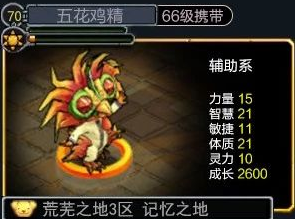 70 五花鸡精 66级携带
辅助系
力量 15
智慧 21
敏捷 11
体质 21
灵力 10
成长 2600
荒芜之地3区 记忆之地